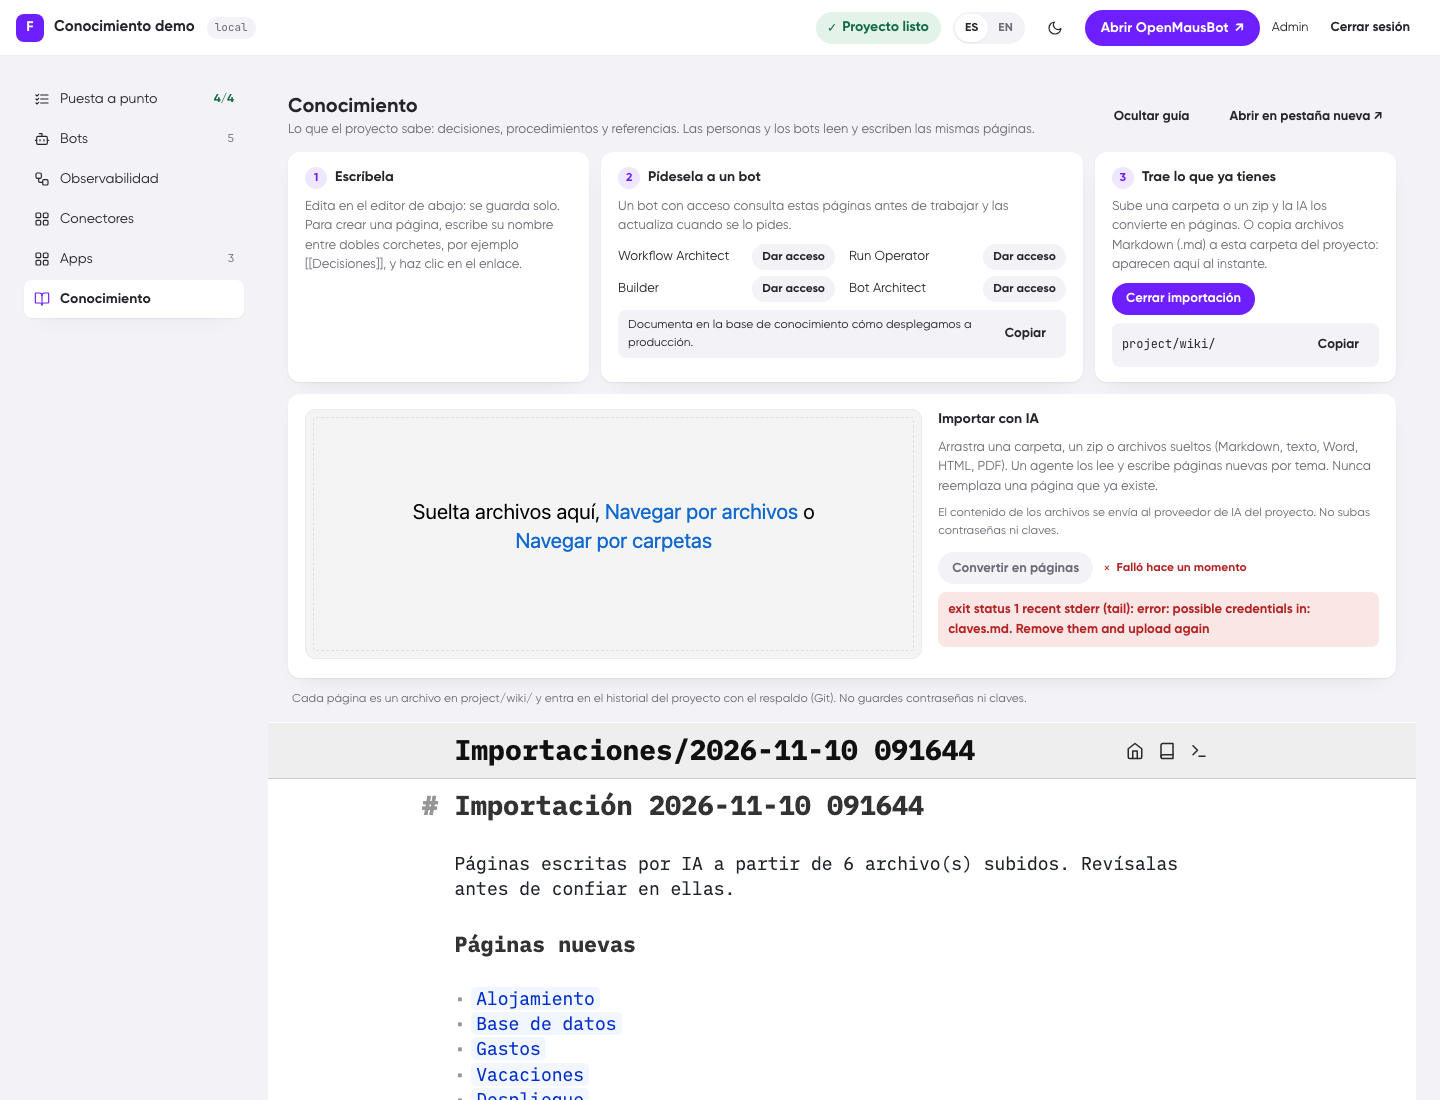 F Conocimiento demo local
✓ Proyecto listo ES EN Abrir OpenMausBot ↗ Admin Cerrar sesión
Puesta a punto 4/4
Bots 5
Observabilidad
Conectores
Apps 3
Conocimiento
Conocimiento
Lo que el proyecto sabe: decisiones, procedimientos y referencias. Las personas y los bots leen y escriben las mismas páginas.
Ocultar guía Abrir en pestaña nueva ↗
1 Escríbela
Edita en el editor de abajo: se guarda solo.
Para crear una página, escribe su nombre
entre dobles corchetes, por ejemplo
[[Decisiones]], y haz clic en el enlace.
2 Pídesela a un bot
Un bot con acceso consulta estas páginas antes de trabajar y las
actualiza cuando se lo pides.
Workflow Architect Dar acceso Run Operator Dar acceso
Builder Dar acceso Bot Architect Dar acceso
Documenta en la base de conocimiento cómo desplegamos a
producción.
Copiar
3 Trae lo que ya tienes
Sube una carpeta o un zip y la IA los
convierte en páginas. O copia archivos
Markdown (.md) a esta carpeta del proyecto:
aparecen aquí al instante.
Cerrar importación
project/wiki/ Copiar
Suelta archivos aquí, Navegar por archivos o
Navegar por carpetas
Importar con IA
Arrastra una carpeta, un zip o archivos sueltos (Markdown, texto, Word,
HTML, PDF). Un agente los lee y escribe páginas nuevas por tema. Nunca
reemplaza una página que ya existe.
El contenido de los archivos se envía al proveedor de IA del proyecto. No subas
contraseñas ni claves.
Convertir en páginas × Falló hace un momento
exit status 1 recent stderr (tail): error: possible credentials in:
claves.md. Remove them and upload again
Cada página es un archivo en project/wiki/ y entra en el historial del proyecto con el respaldo (Git). No guardes contraseñas ni claves.
Importaciones/2026-11-10 091644
# Importación 2026-11-10 091644
Páginas escritas por IA a partir de 6 archivo(s) subidos. Revísalas
antes de confiar en ellas.
Páginas nuevas
• Alojamiento
• Base de datos
• Gastos
• Vacaciones
• Despliegue